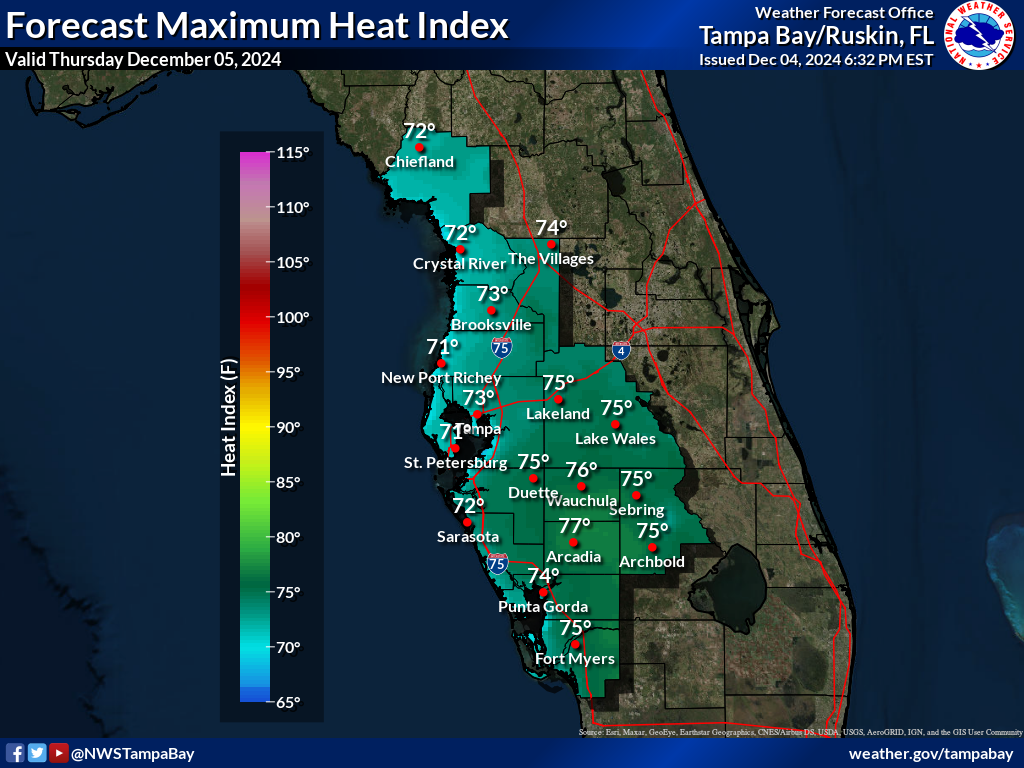 Forecast Maximum Heat Index
Valid Thursday December 05, 2024
Weather Forecast Office
Tampa Bay/Ruskin, FL
Issued Dec 04, 2024 6:32 PM EST
NATIONAL WEATHER SERVICE
Heat Index (F)
115°
110°
105°
100°
95°
90°
85°
80°
75°
70°
65°
72°
Chiefland
72°
Crystal River
74°
The Villages
73°
Brooksville
75
4
71°
New Port Richey
73°
Tampa
75°
Lakeland
75°
Lake Wales
71°
St. Petersburg
75°
Duette
76°
Wauchula
75°
Sebring
72°
Sarasota
77°
Arcadia
75°
Archbold
75
74°
Punta Gorda
75°
Fort Myers
Source: Esri, Maxar, GeoEye, Earthstar Geographics, CNES/Airbus DS, USDA, USGS, AeroGRID, IGN, and the GIS User Community
@NWSTampaBay
weather.gov/tampabay